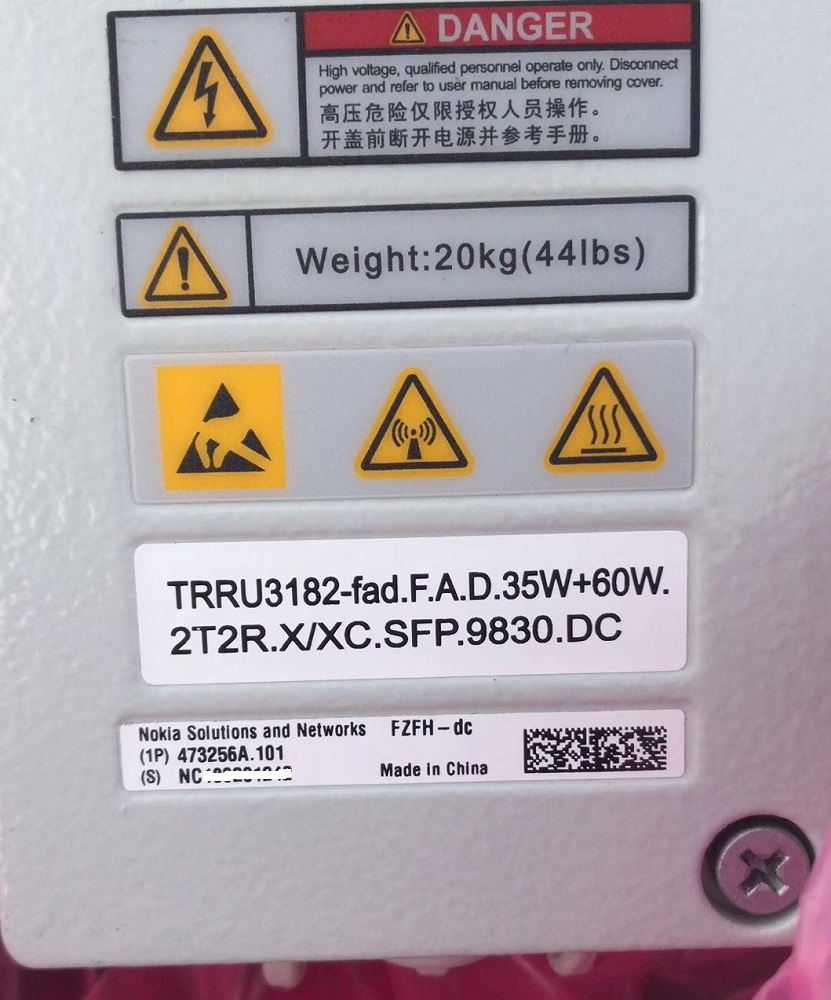 DANGER
High voltage, qualified personnel operate only. Disconnect
power and refer to user manual before removing cover.
高压危险仅限授权人员操作。
开盖前断开电源并参考手册。
Weight:20kg(44lbs)
TRRU3182-fad.F.A.D.35W+60W.
2T2R.X/XC.SFP.9830.DC
Nokia Solutions and Networks FZFH-dc
(1P) 473256A.101
(S) NC
Made in China